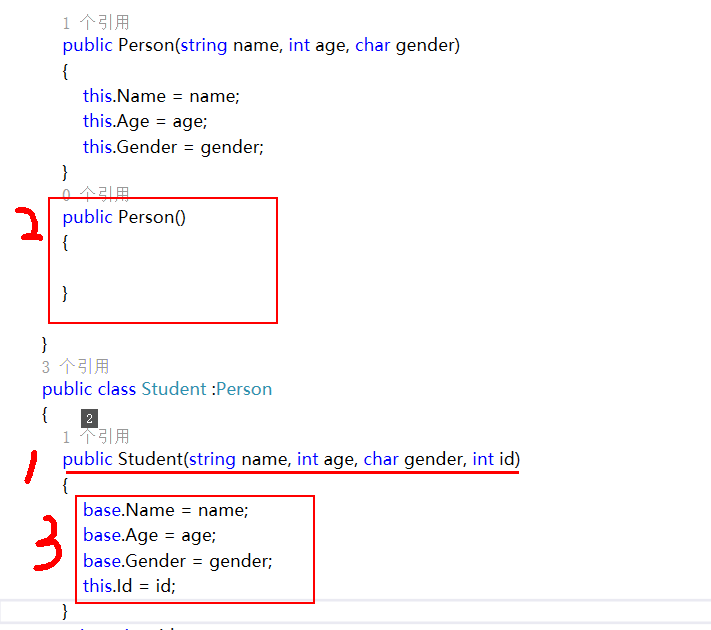 1 个引用
public Person(string name, int age, char gender)
{
this.Name = name;
this.Age = age;
this.Gender = gender;
}
0 个引用
2
public Person()
{
}
}
3 个引用
public class Student :Person
{
2
1 个引用
1
public Student(string name, int age, char gender, int id)
{
3
base.Name = name;
base.Age = age;
base.Gender = gender;
this.Id = id;
}